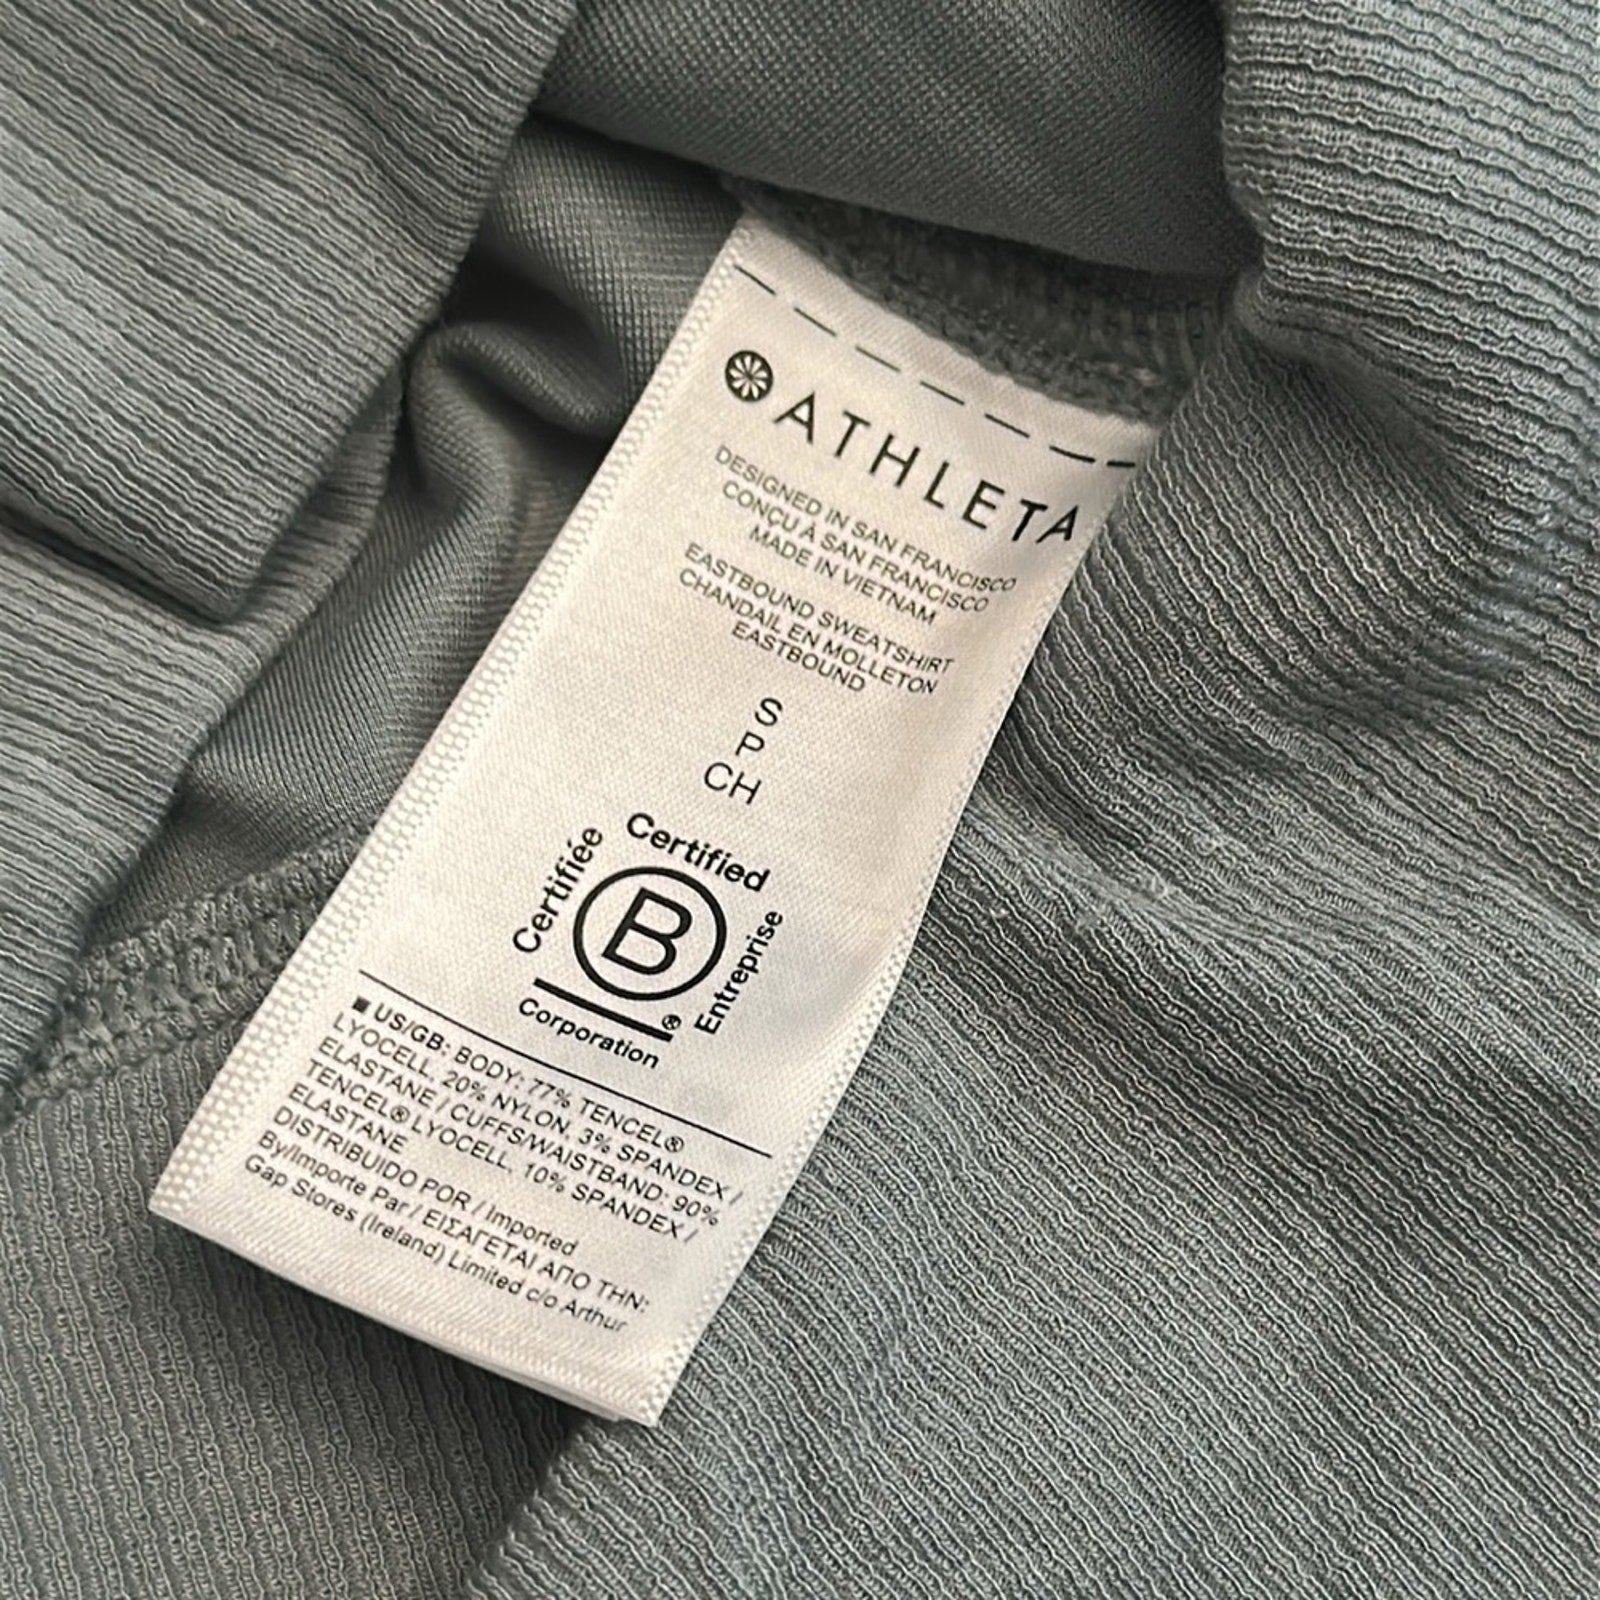 ATHLETA
DESIGNED IN SAN FRANCISCO
CONÇU À SAN FRANCISCO
MADE IN VIETNAM
EASTBOUND SWEATSHIRT
CHANDAIL EN MOLLETON
EASTBOUND
S
P
CH
Certified
Certifiée
B
Entreprise
Corporation
®
■ US/GB: BODY: 77% TENCEL®
LYOCELL, 20% NYLON, 3% SPANDEX /
ELASTANE / CUFFS/WAISTBAND: 90%
TENCEL® LYOCELL, 10% SPANDEX /
ELASTANE
DISTRIBUIDO POR / Imported
By/Importe Par / ΕΙΣΑΓΕΤΑΙ ΑΠΟ ΤΗΝ:
Gap Stores (Ireland) Limited c/o Arthur